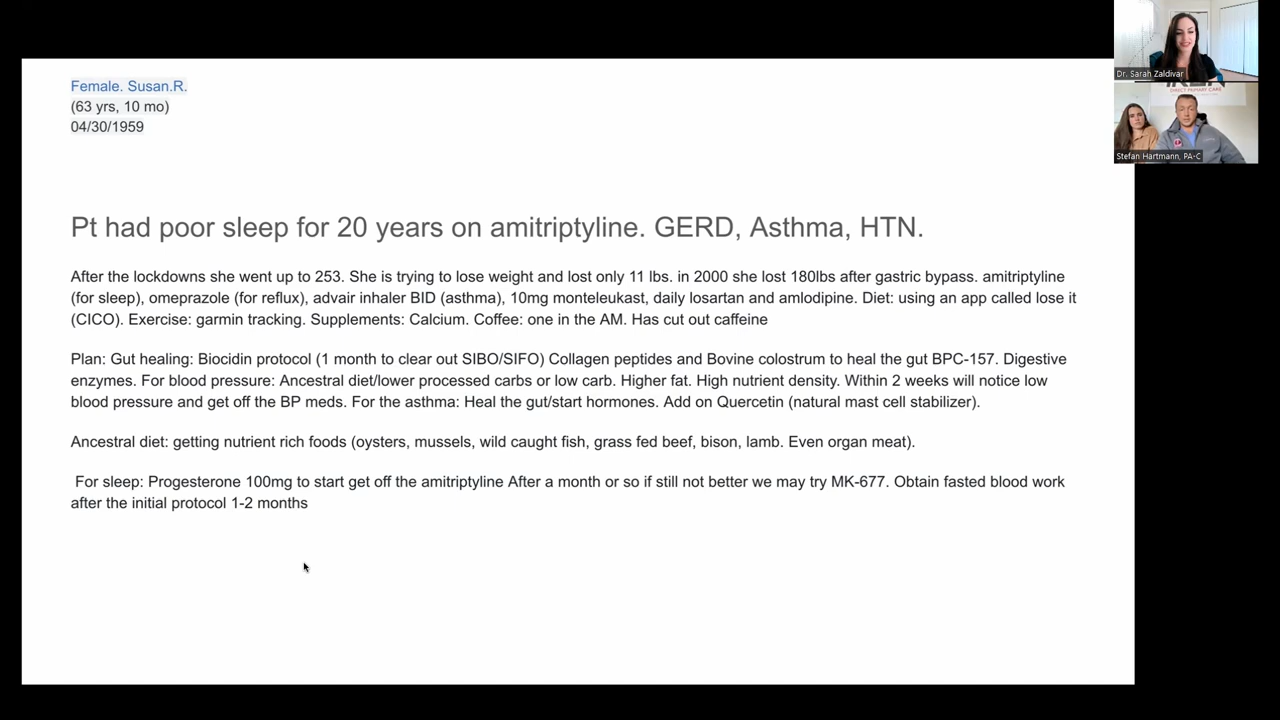 Female. Susan.R.
(63 yrs, 10 mo)
04/30/1959
Dr. Sarah Zaldivar
DIRECT PRIMARY CARE
Stefan Hartmann, PA-C
Pt had poor sleep for 20 years on amitriptyline. GERD, Asthma, HTN.
After the lockdowns she went up to 253. She is trying to lose weight and lost only 11 lbs. in 2000 she lost 180lbs after gastric bypass. amitriptyline
(for sleep), omeprazole (for reflux), advair inhaler BID (asthma), 10mg monteleukast, daily losartan and amlodipine. Diet: using an app called lose it
(CICO). Exercise: garmin tracking. Supplements: Calcium. Coffee: one in the AM. Has cut out caffeine
Plan: Gut healing: Biocidin protocol (1 month to clear out SIBO/SIFO) Collagen peptides and Bovine colostrum to heal the gut BPC-157. Digestive
enzymes. For blood pressure: Ancestral diet/lower processed carbs or low carb. Higher fat. High nutrient density. Within 2 weeks will notice low
blood pressure and get off the BP meds. For the asthma: Heal the gut/start hormones. Add on Quercetin (natural mast cell stabilizer).
Ancestral diet: getting nutrient rich foods (oysters, mussels, wild caught fish, grass fed beef, bison, lamb. Even organ meat).
For sleep: Progesterone 100mg to start get off the amitriptyline After a month or so if still not better we may try MK-677. Obtain fasted blood work
after the initial protocol 1-2 months